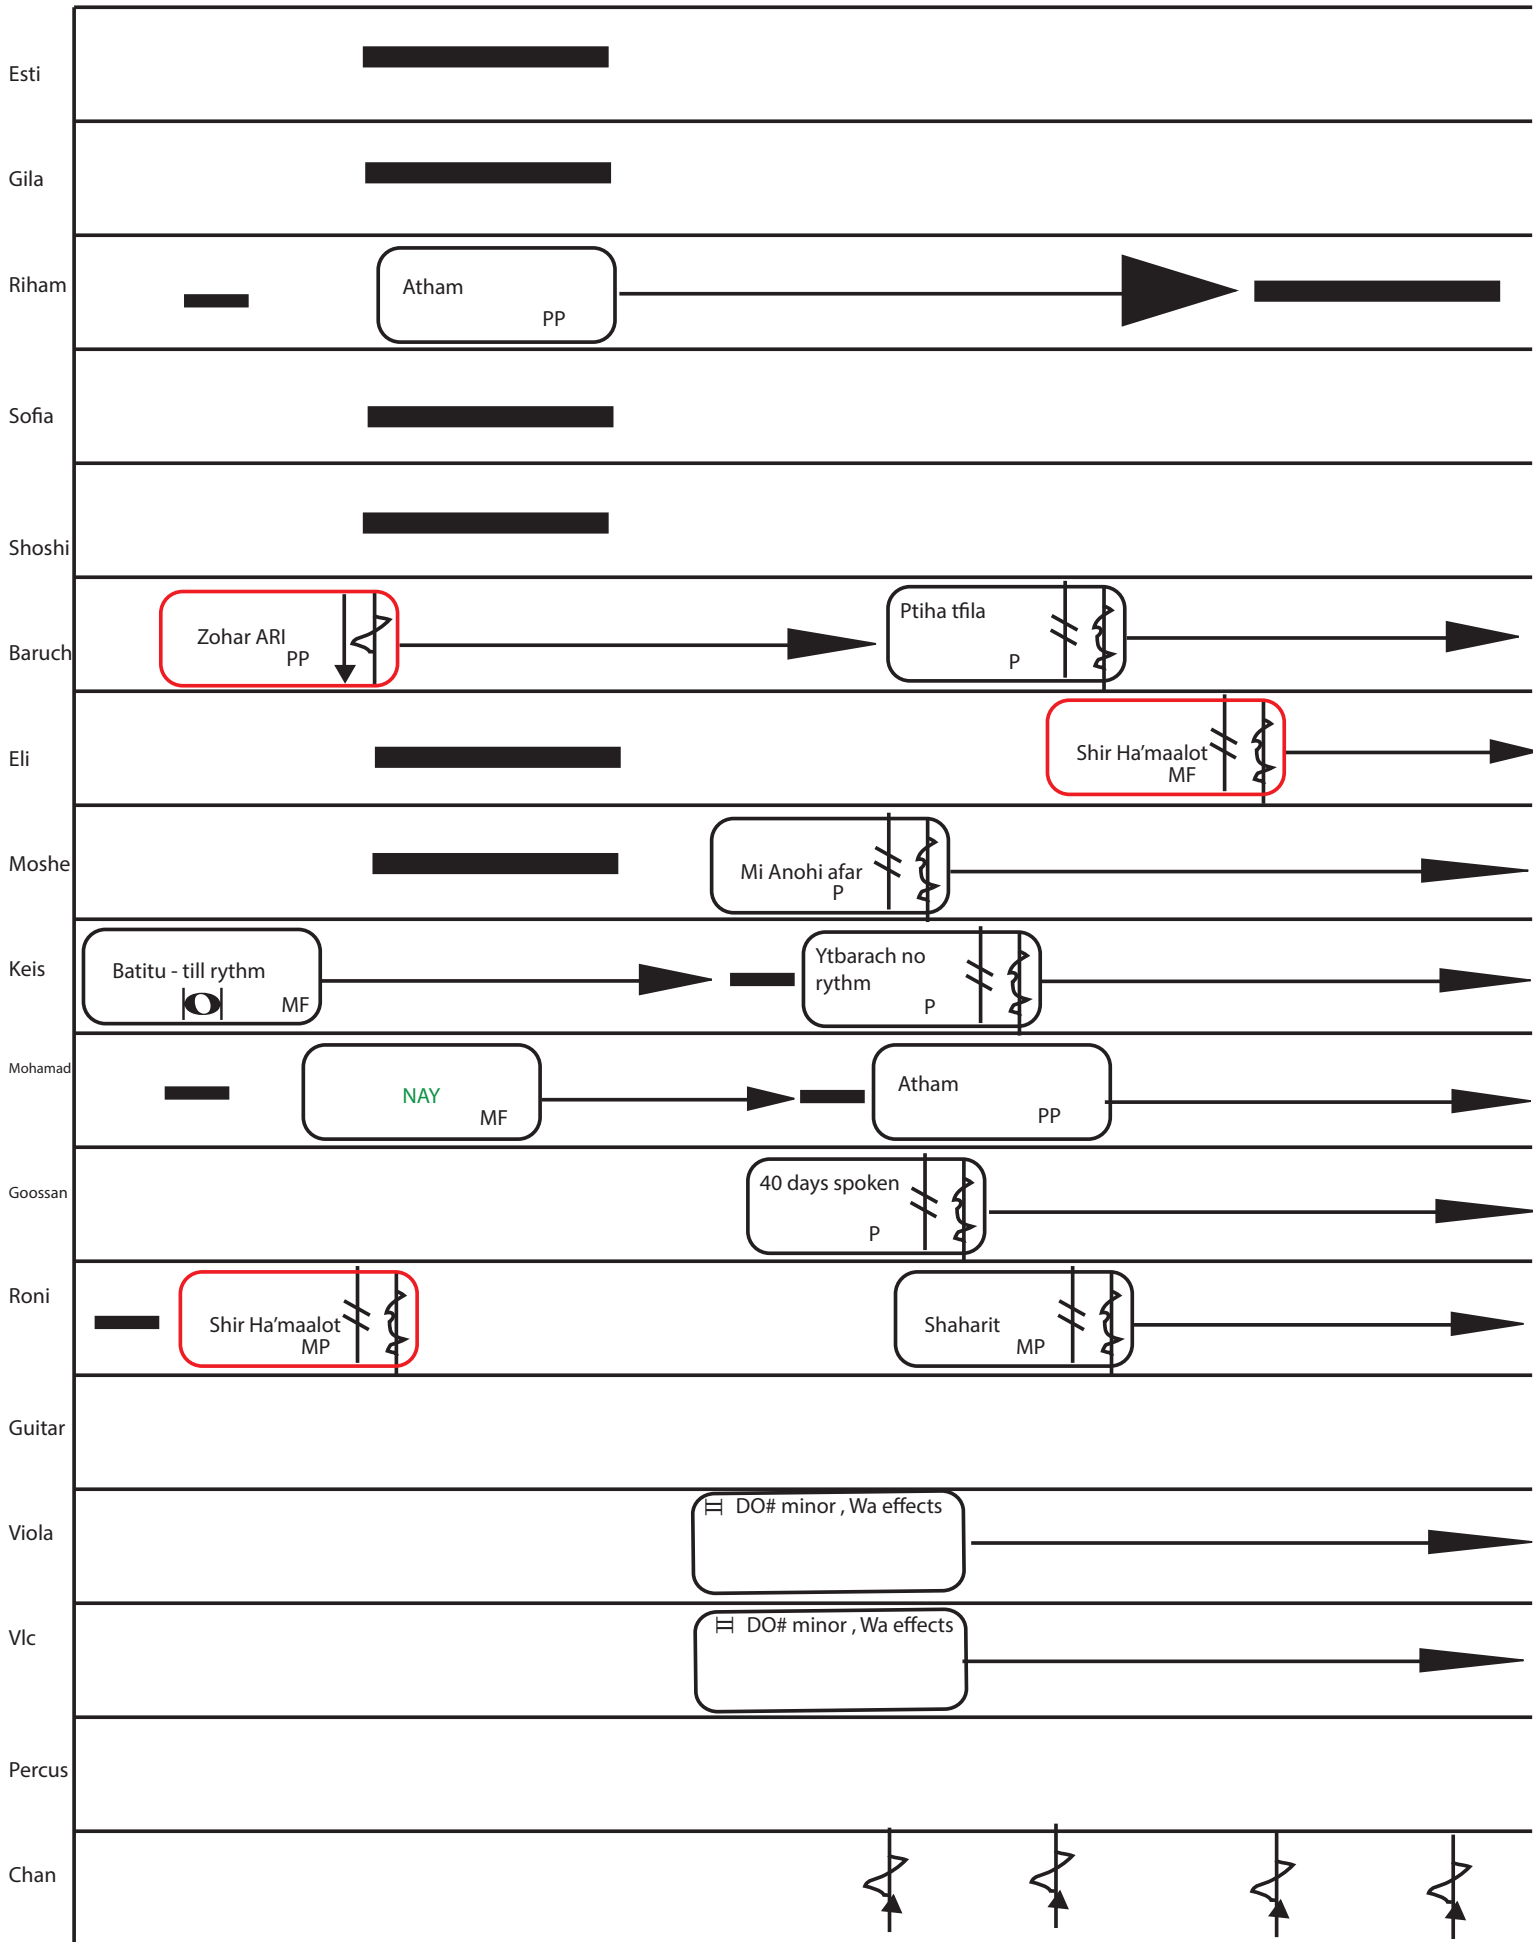 Esti
Gila
Riham
Atham
PP
Sofia
Shoshi
Baruch
Zohar ARI
PP
Ptiha tfila
P
Eli
Shir Ha'maalot
MF
Moshe
Mi Anohi afar
P
Keis
Batitu - till rythm
MF
Ytbarach no
rythm
P
Mohamad
NAY
MF
Atham
PP
Goossan
40 days spoken
P
Roni
Shir Ha'maalot
MP
Shaharit
MP
Guitar
Viola
DO# minor , Wa effects
Vlc
DO# minor , Wa effects
Percus
Chan